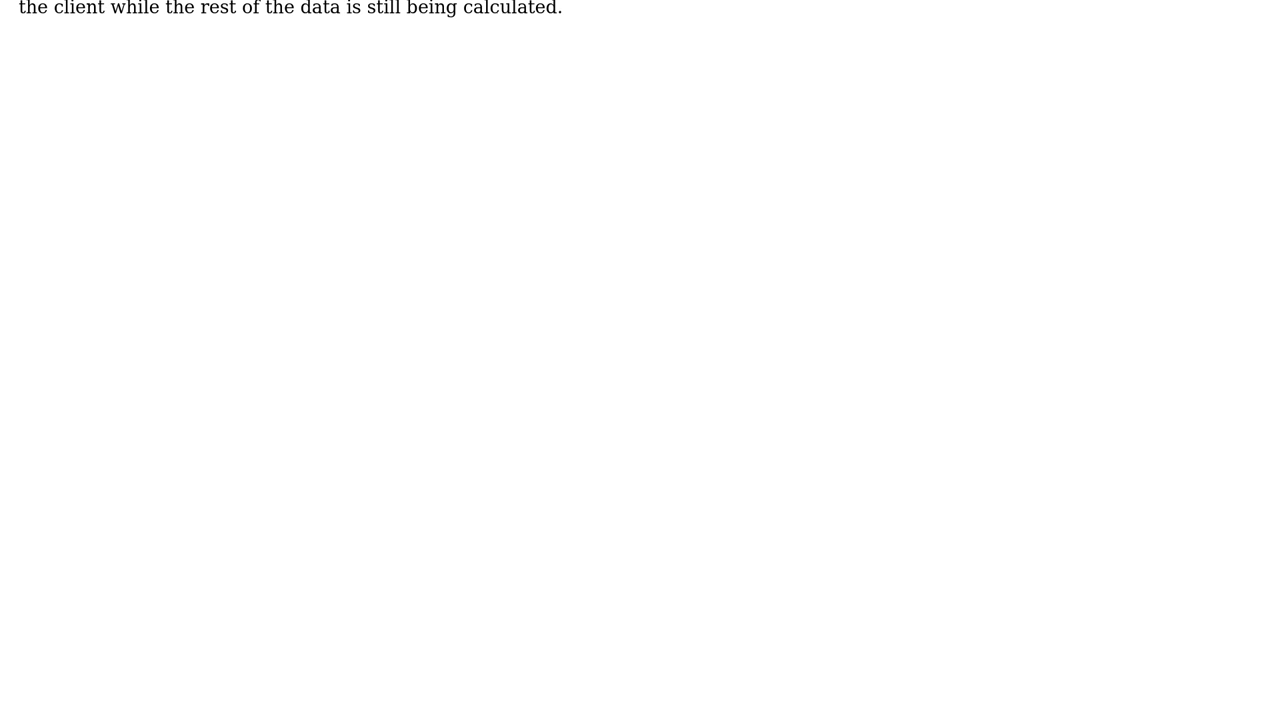 the client while the rest of the data is still being calculated.